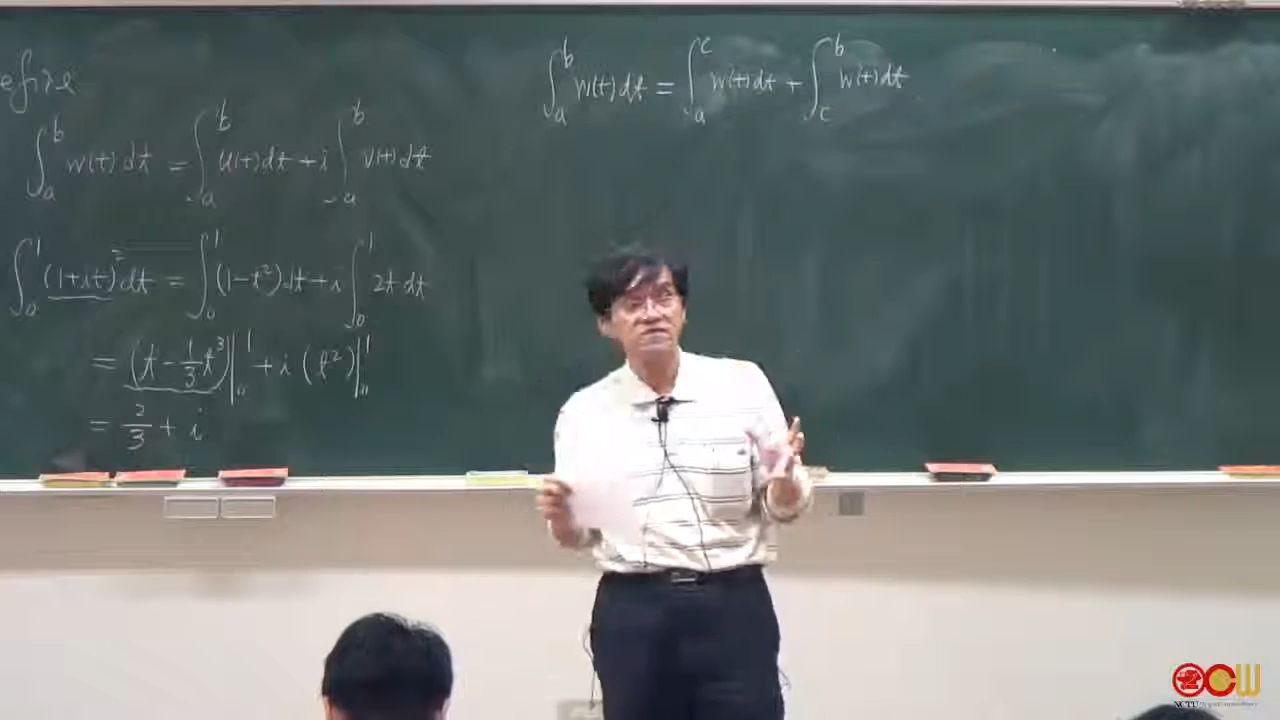 efine
∫_a^b w(t) dt = ∫_a^b u(t) dt + i ∫_a^b v(t) dt
∫_0^1 (1+it)^2 dt = ∫_0^1 (1-t^2) dt + i ∫_0^1 2t dt
= (t - 1/3 t^3)|_0^1 + i (t^2)|_0^1
= 2/3 + i
∫_a^b w(t) dt = ∫_a^c w(t) dt + ∫_c^b w(t) dt
OCW